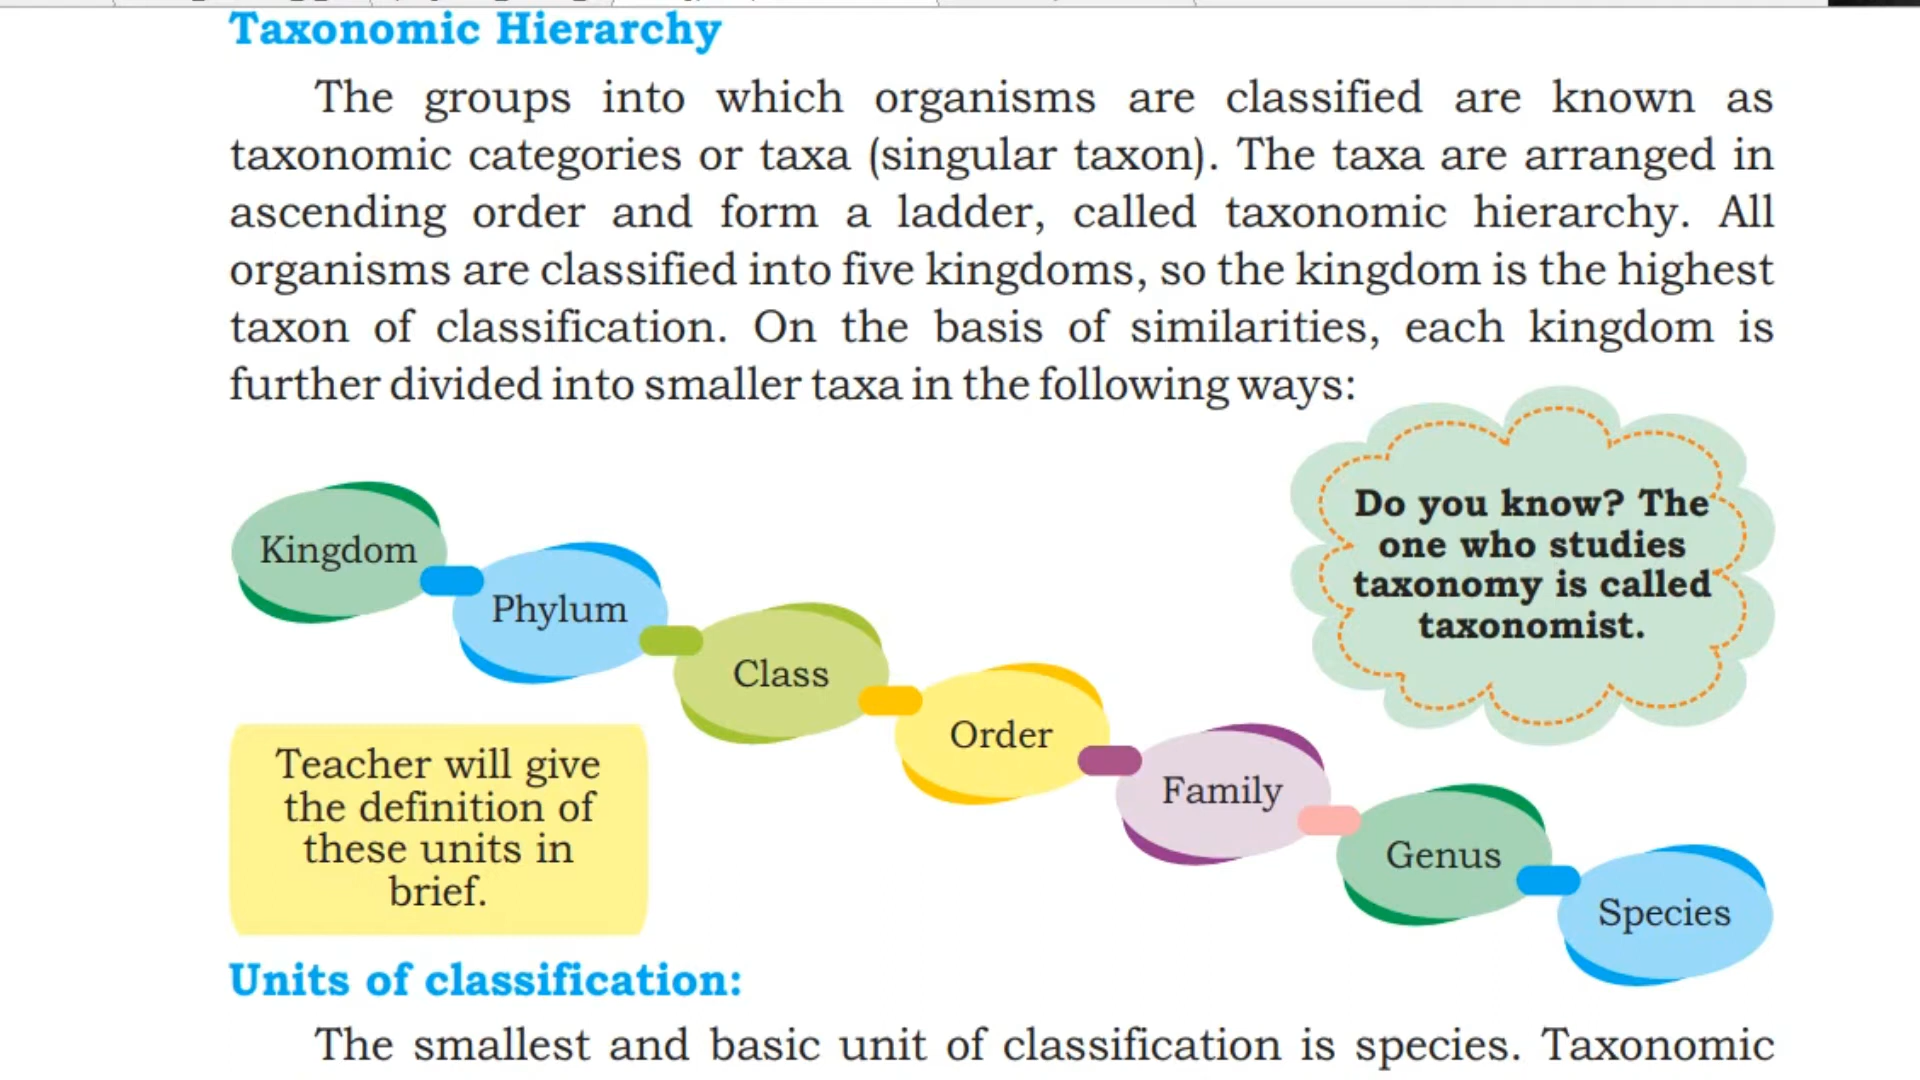 Taxonomic Hierarchy
The groups into which organisms are classified are known as
taxonomic categories or taxa (singular taxon). The taxa are arranged in
ascending order and form a ladder, called taxonomic hierarchy. All
organisms are classified into five kingdoms, so the kingdom is the highest
taxon of classification. On the basis of similarities, each kingdom is
further divided into smaller taxa in the following ways:
Do you know? The
one who studies
taxonomy is called
taxonomist.
Kingdom
Phylum
Class
Order
Family
Genus
Species
Teacher will give
the definition of
these units in
brief.
Units of classification:
The smallest and basic unit of classification is species. Taxonomic